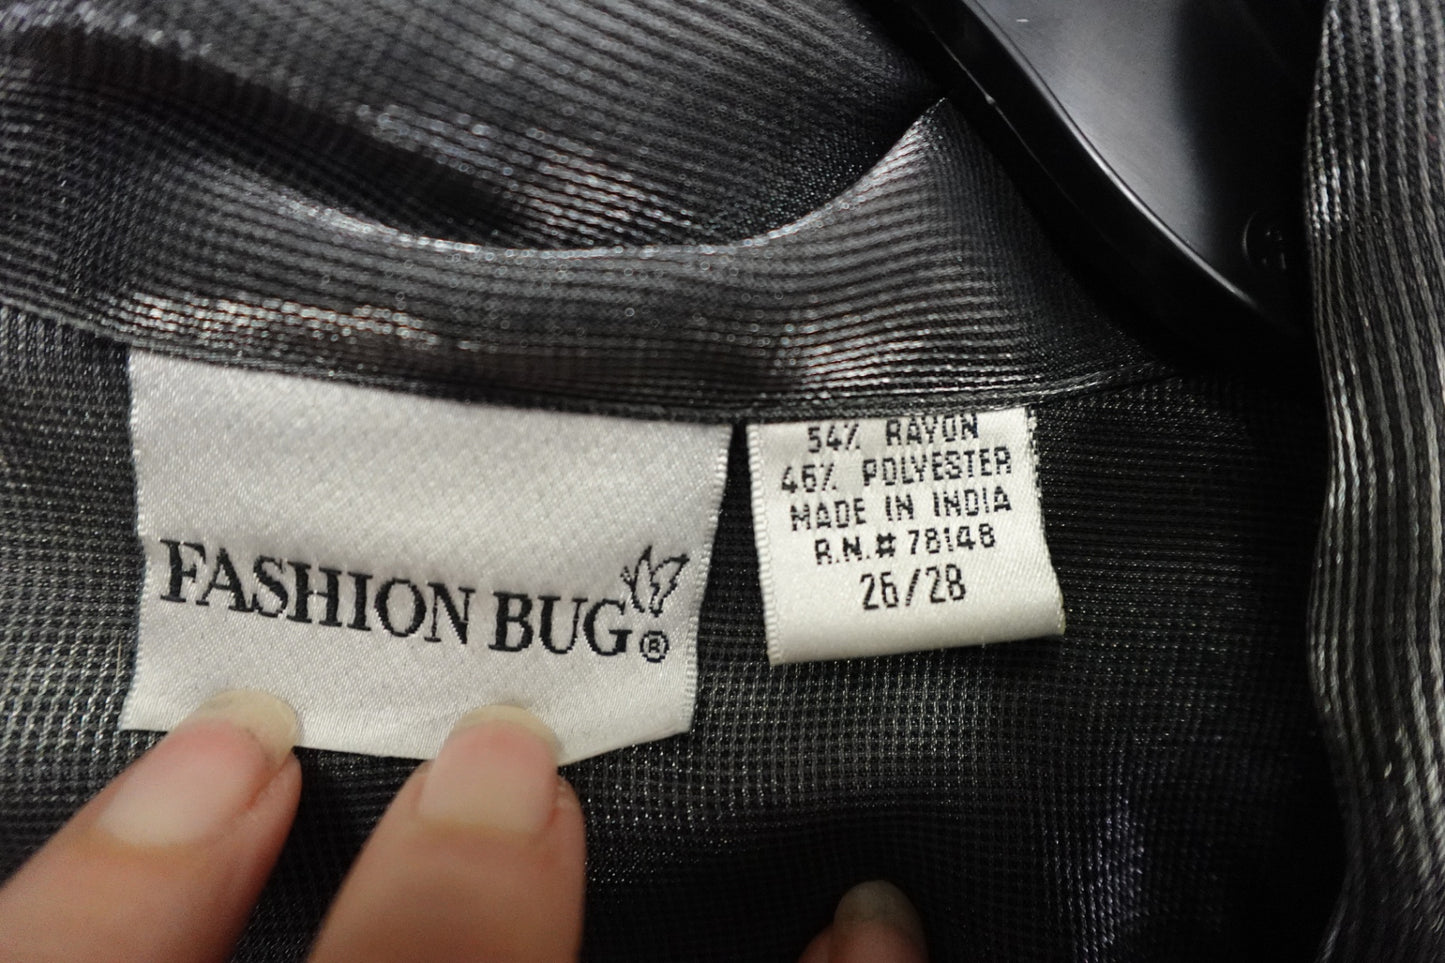 FASHION BUG®
54% RAYON
46% POLYESTER
MADE IN INDIA
R.N.# 78148
26/28